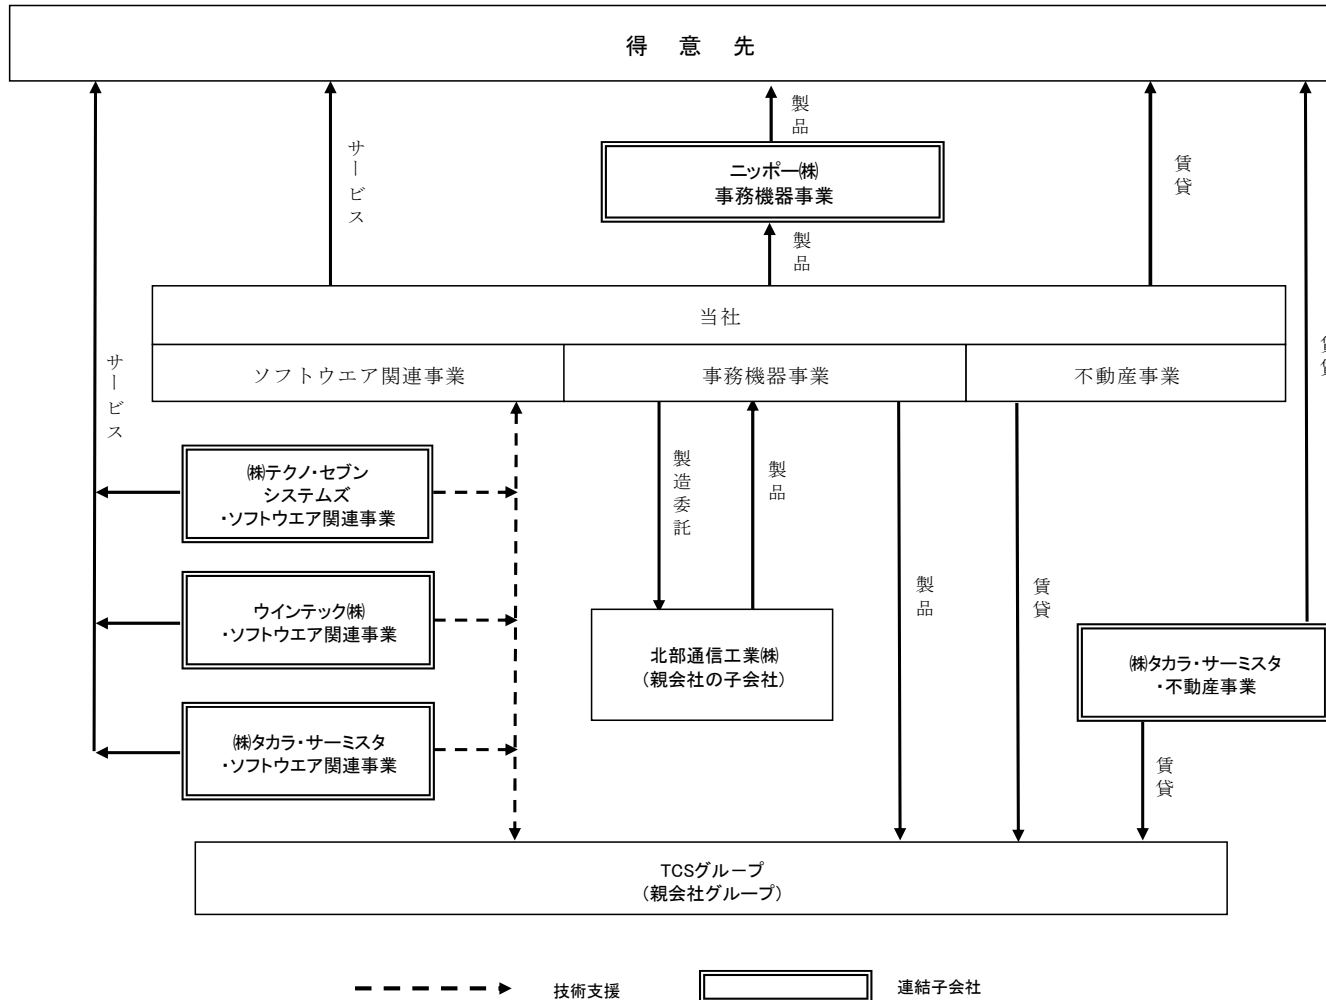 得 意 先
製品
サービス
賃貸
ニッポー㈱
事務機器事業
製品
当社
ソフトウエア関連事業
事務機器事業
不動産事業
サービス
賃貸
㈱テクノ・セブン
システムズ
・ソフトウエア関連事業
製造委託
製品
ウインテック㈱
・ソフトウエア関連事業
製品
賃貸
北部通信工業㈱
(親会社の子会社)
㈱タカラ・サーミスタ
・不動産事業
㈱タカラ・サーミスタ
・ソフトウエア関連事業
賃貸
TCSグループ
(親会社グループ)
技術支援
連結子会社